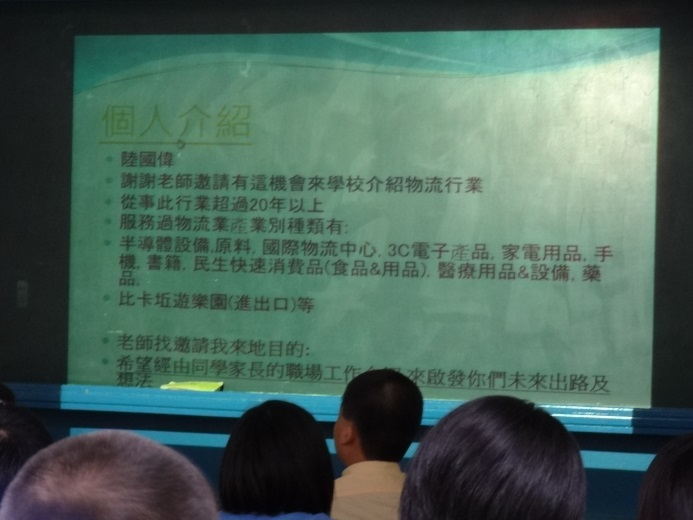 個人介紹
陸國偉
謝謝老師邀請有這機會來學校介紹物流行業
從事此行業超過20年以上
服務過物流業產業別種類有:
半導體設備,原料, 國際物流中心, 3C電子產品, 家電用品, 手
機, 書籍, 民生快速消費品(食品&用品), 醫療用品&設備, 藥
品,
比卡坵遊樂園(進出口)等
老師找邀請我來地目的:
希望經由同學家長的職場工作介紹,來啟發你們未來出路及
想法